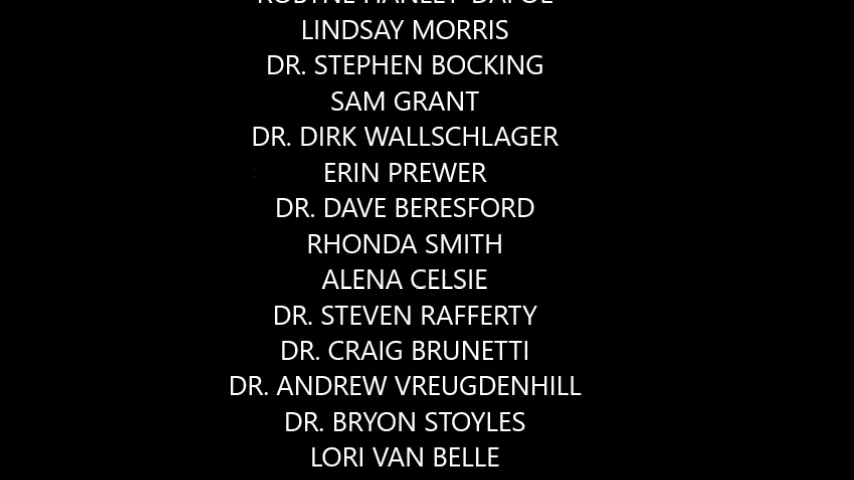 LINDSAY MORRIS
DR. STEPHEN BOCKING
SAM GRANT
DR. DIRK WALLSCHLAGER
ERIN PREWER
DR. DAVE BERESFORD
RHONDA SMITH
ALENA CELSIE
DR. STEVEN RAFFERTY
DR. CRAIG BRUNETTI
DR. ANDREW VREUGDENHILL
DR. BRYON STOYLES
LORI VAN BELLE